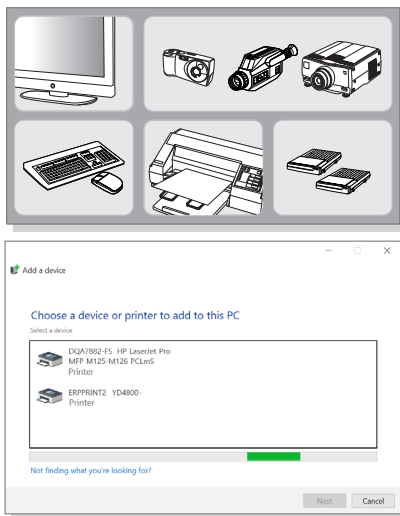 Add a device
Choose a device or printer to add to this PC
Select a device
DQA7882-F5 HP LaserJet Pro
MFP M125-M126 PCLmS
Printer
ERPPRINT2 YD4800-
Printer
Not finding what you're looking for?
Next
Cancel